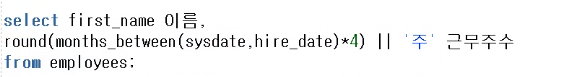 select first_name 이름,
round(months_between(sysdate,hire_date)*4) || '주' 근무주수
from employees;